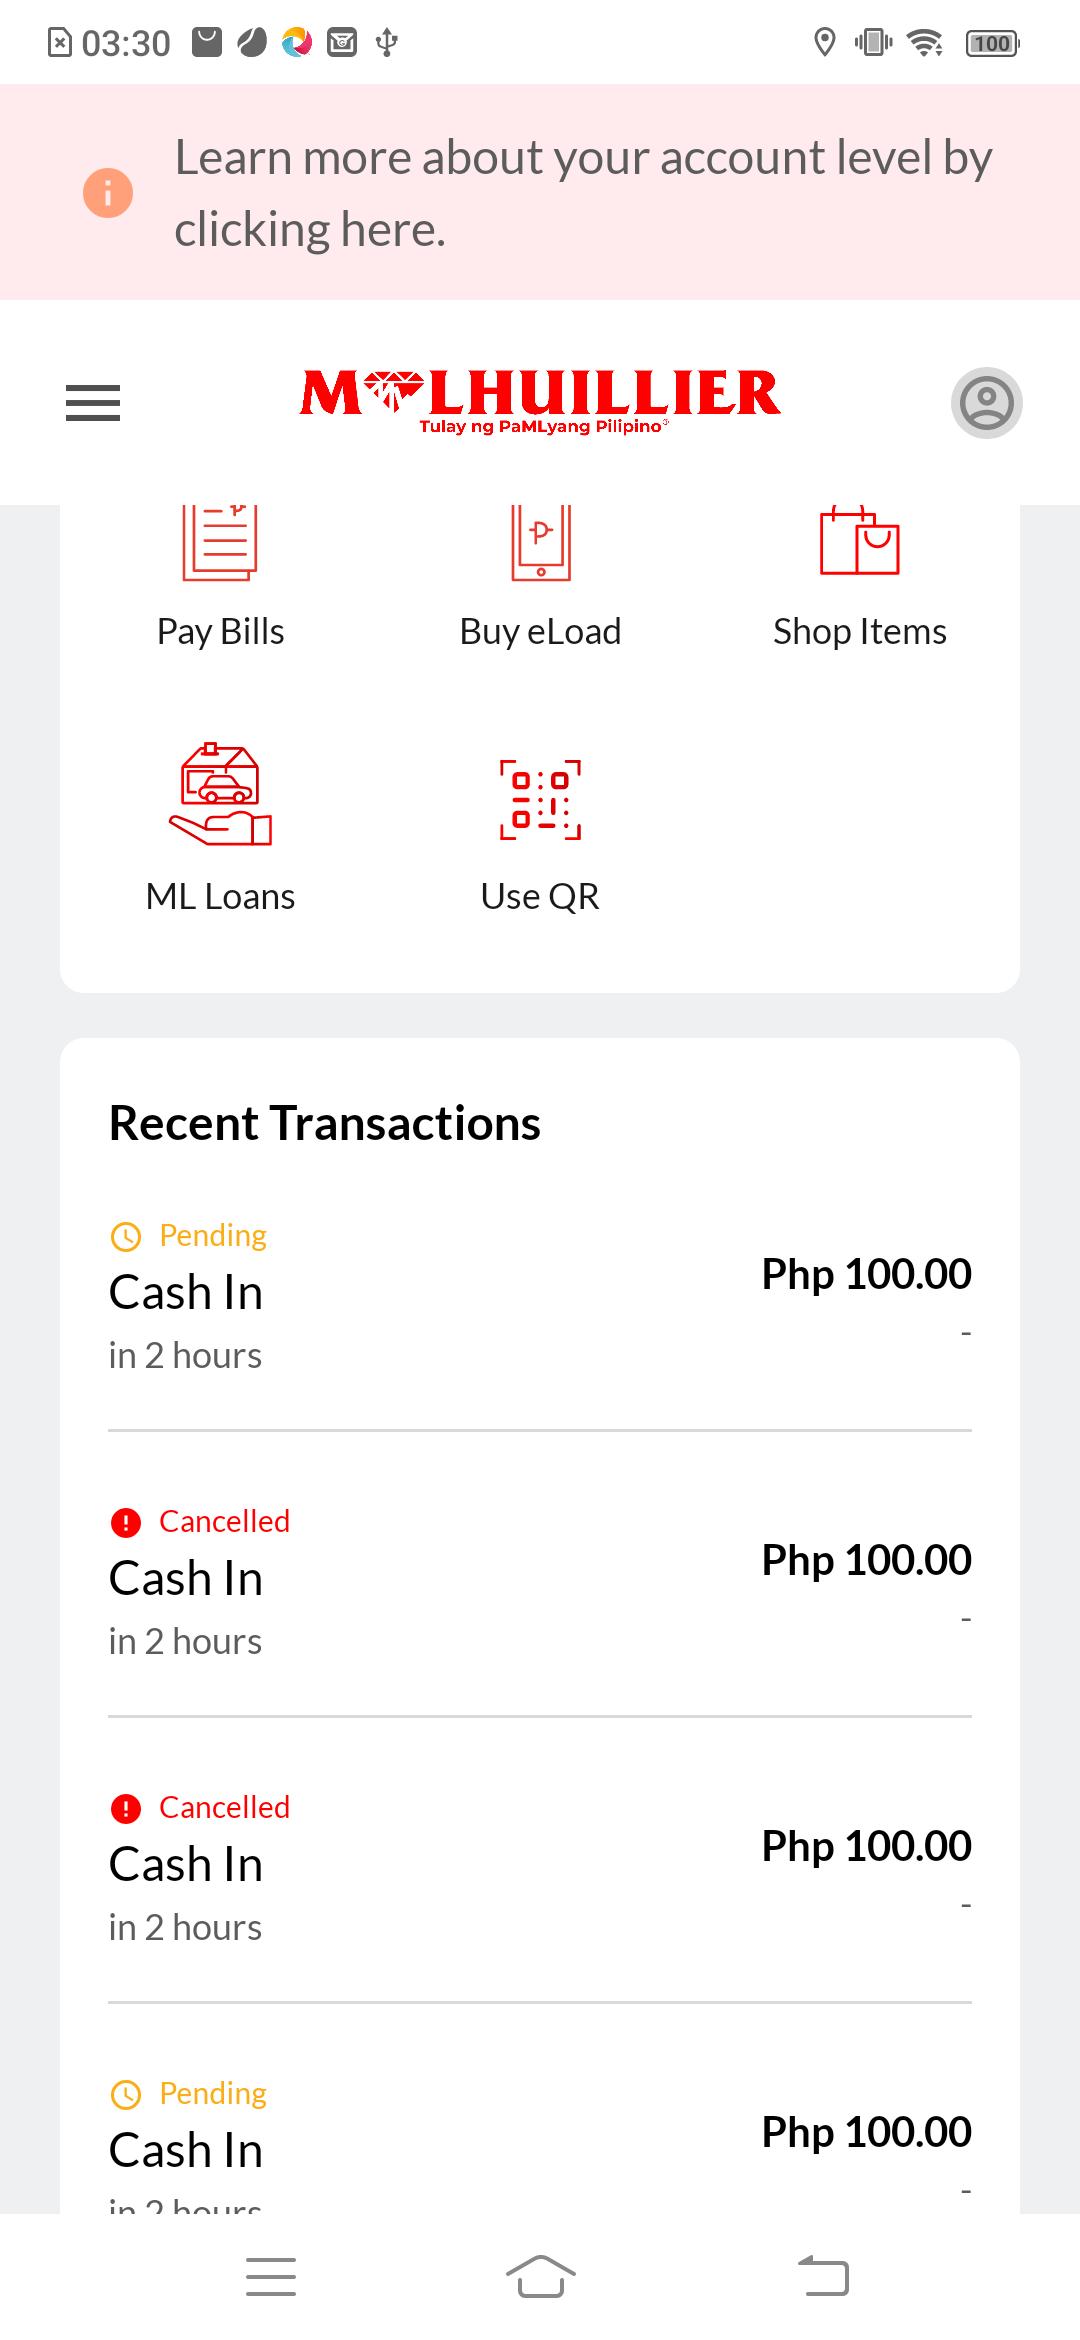 03:30
100
Learn more about your account level by
clicking here.
M LHUILLIER
Tulay ng PaMLyang Pilipino®
Pay Bills
Buy eLoad
Shop Items
ML Loans
Use QR
Recent Transactions
Pending
Cash In
Php 100.00
-
in 2 hours
Cancelled
Cash In
Php 100.00
-
in 2 hours
Cancelled
Cash In
Php 100.00
-
in 2 hours
Pending
Cash In
Php 100.00
-
in 2 hours